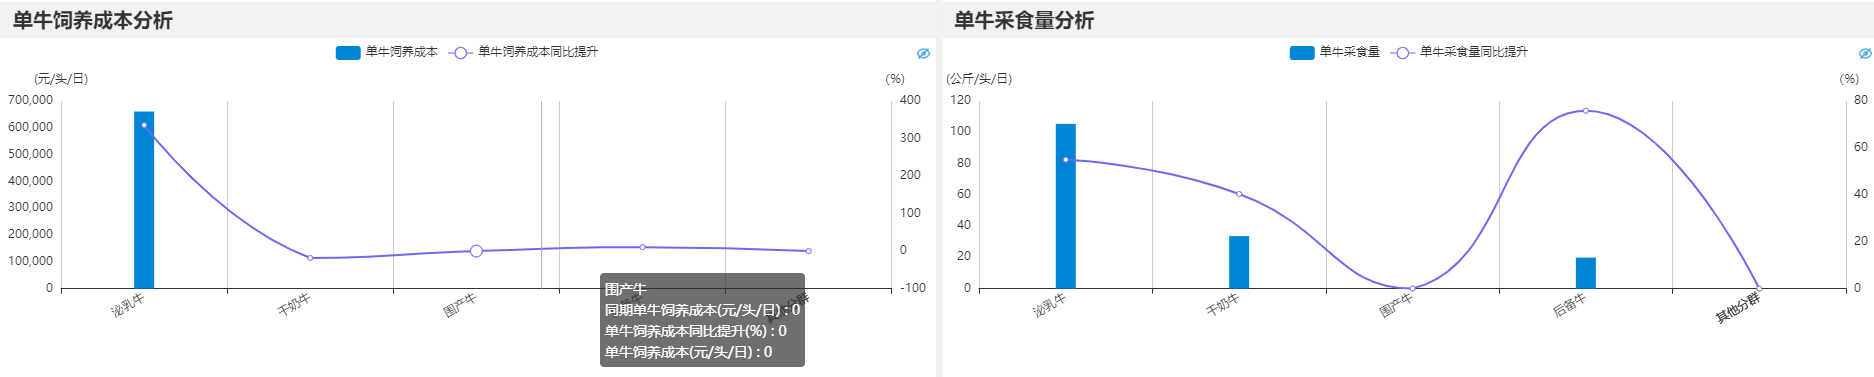 单牛饲养成本分析
单牛饲养成本 单牛饲养成本同比提升
(元/头/日) (%)
700,000 400
600,000 300
500,000
400,000 200
300,000
200,000 100
100,000 0
0 -100
泌乳牛 干奶牛 围产牛
围产牛
同期单牛饲养成本(元/头/日) : 0
单牛饲养成本同比提升(%) : 0
单牛饲养成本(元/头/日) : 0
单牛采食量分析
单牛采食量 单牛采食量同比提升
(公斤/头/日) (%)
120 80
100
80 60
60 40
40
20 20
0 0
泌乳牛 干奶牛 围产牛 后备牛 其他分群